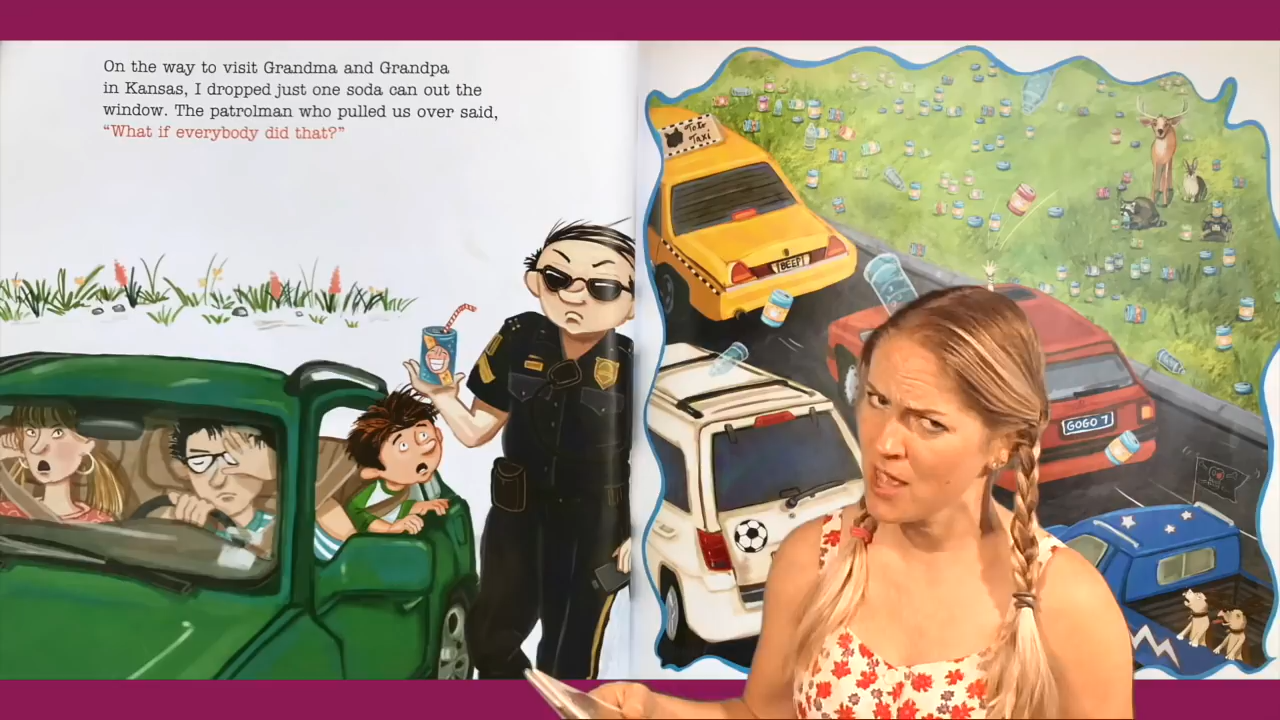 On the way to visit Grandma and Grandpa
in Kansas, I dropped just one soda can out the
window. The patrolman who pulled us over said,
“What if everybody did that?”
ToTo
Taxi
BEEP!
GOGO 7